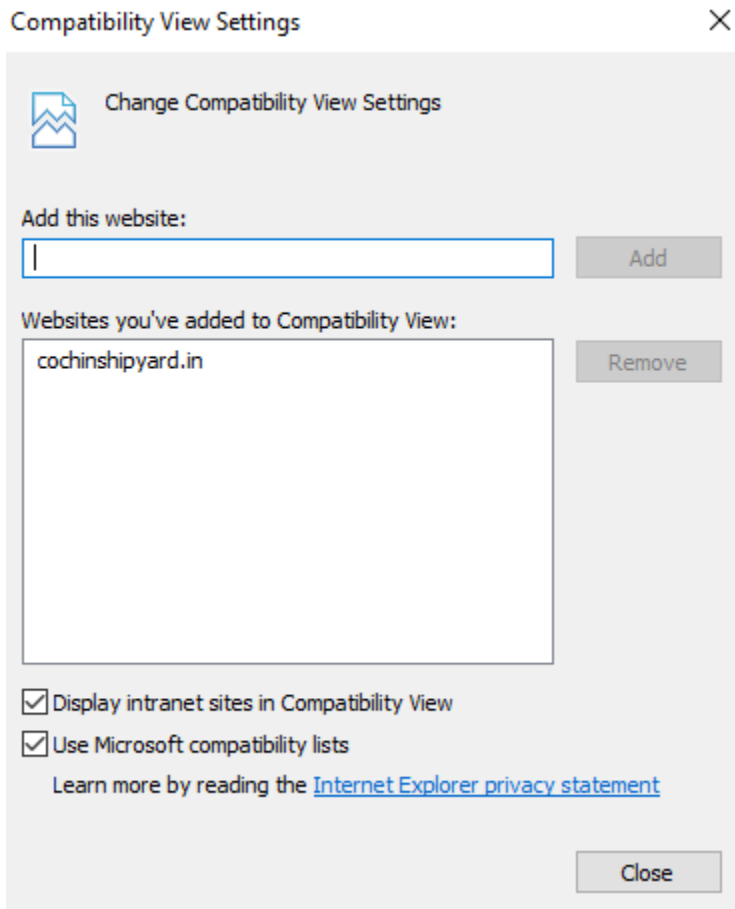 Compatibility View Settings
Change Compatibility View Settings
Add this website:
Add
Websites you've added to Compatibility View:
cochinshipyard.in
Remove
Display intranet sites in Compatibility View
Use Microsoft compatibility lists
Learn more by reading the Internet Explorer privacy statement
Close